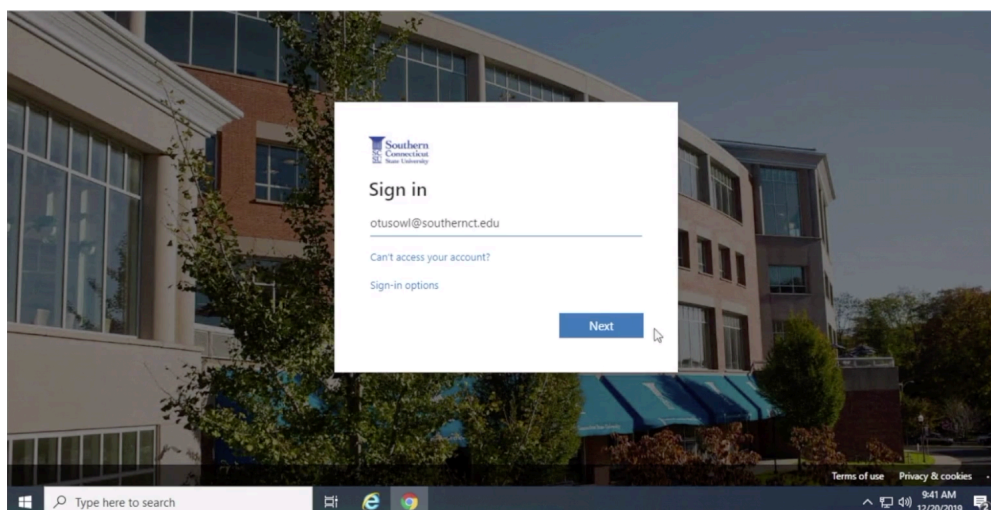 Southern
Connecticut
State University
Sign in
otusowl@southernct.edu
Can't access your account?
Sign-in options
Next
Terms of use Privacy & cookies
Type here to search
9:41 AM
12/20/2019
2